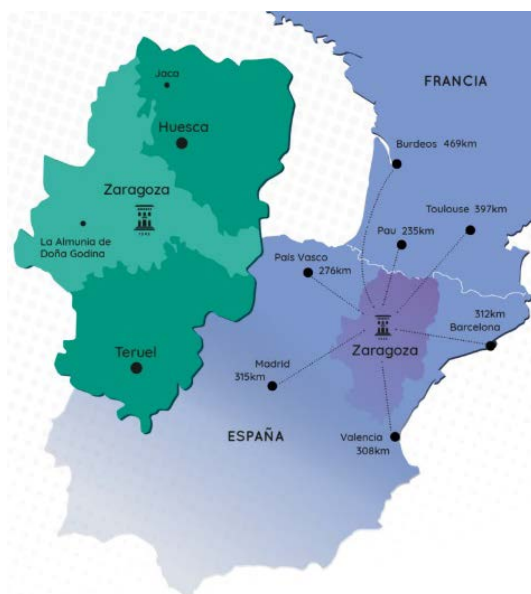 Jaca
Huesca
Zaragoza
La Almunia de
Doña Godina
Teruel
FRANCIA
Burdeos 469km
Toulouse 397km
Pau 235km
País Vasco
276km
312km
Barcelona
Zaragoza
Madrid
315km
ESPAÑA
Valencia
308km